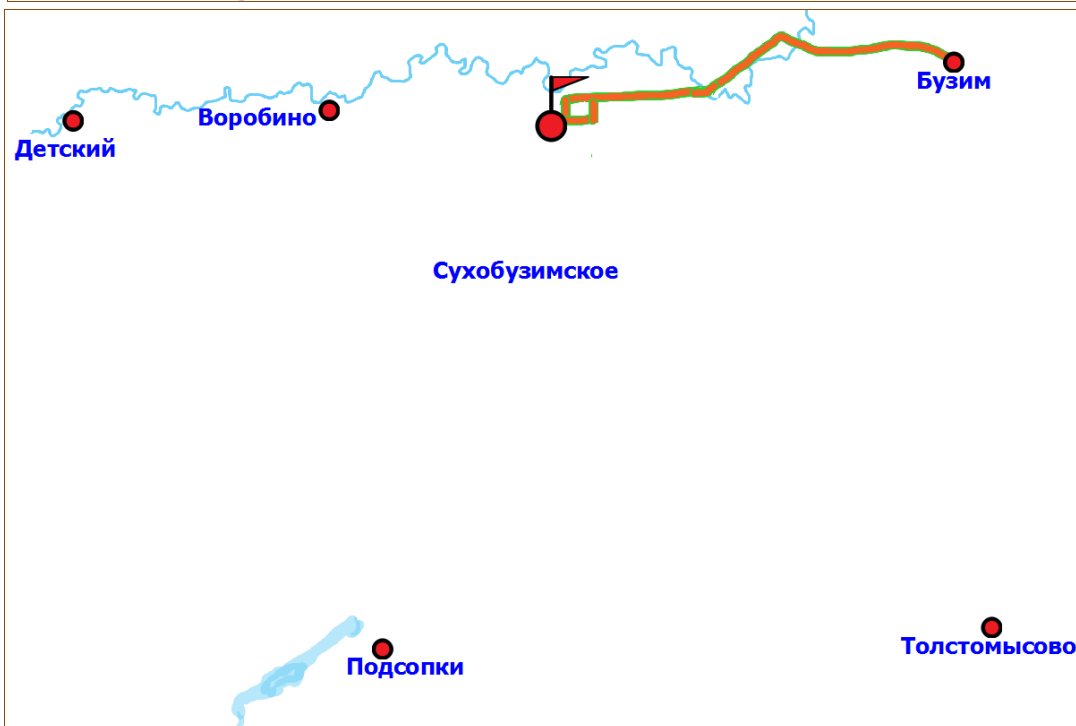 Бузим
Воробино
Детский
Сухобузимское
Толстомысово
Подсопки